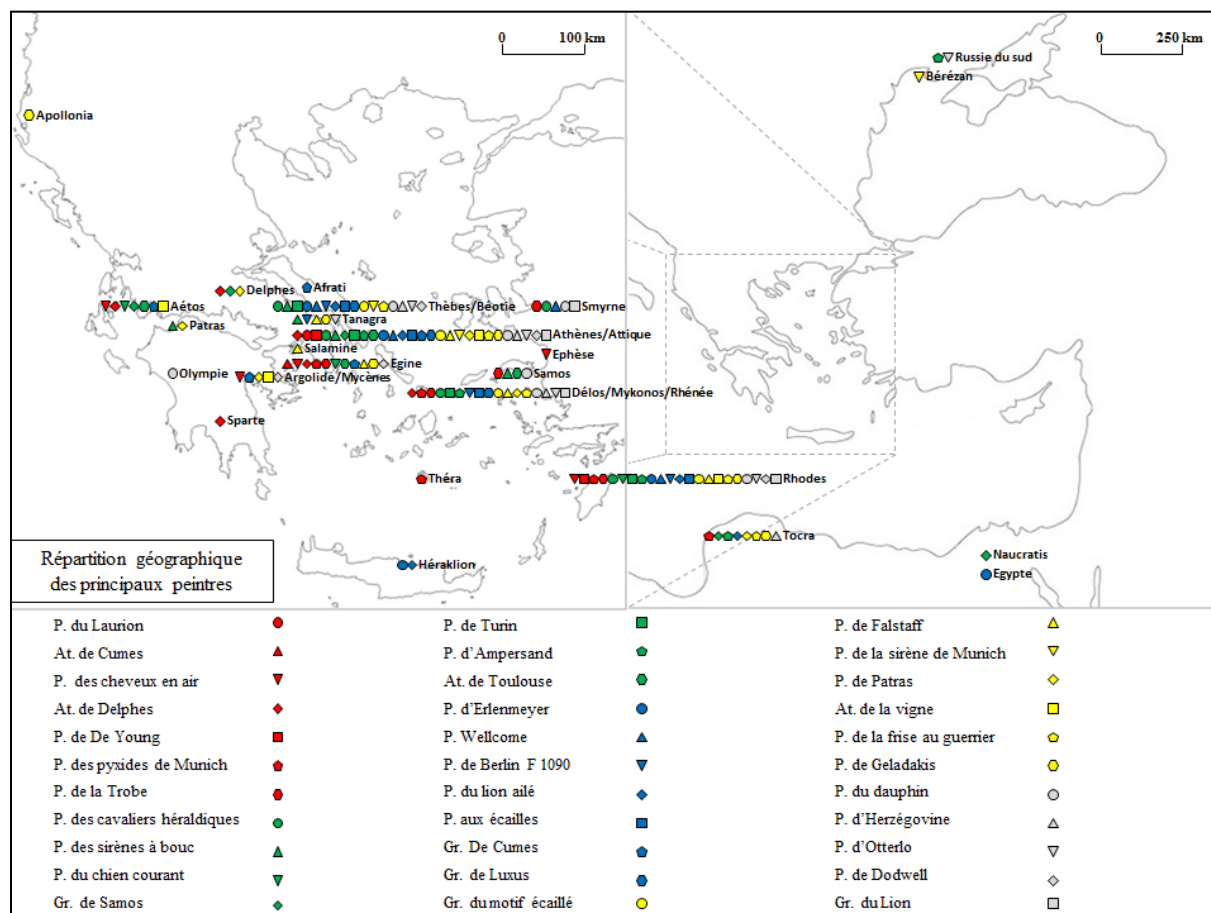 0 100 km
0 250 km
Russie du sud
Bérézan
Apollonia
Delphes
Afrati
Aétos
Thèbes/Béotie
Smyrne
Patras
Tanagra
Athènes/Attique
Salamine
Ephèse
Olympie
Argolide/Mycènes
Egine
Samos
Délos/Mykonos/Rhénée
Sparte
Théra
Rhodes
Tocra
Naucratis
Egypte
Héraklion
Répartition géographique
des principaux peintres
P. du Laurion
At. de Cumes
P. des cheveux en air
At. de Delphes
P. de De Young
P. des pyxides de Munich
P. de la Trobe
P. des cavaliers héraldiques
P. des sirènes à bouc
P. du chien courant
Gr. de Samos
P. de Turin
P. d'Ampersand
At. de Toulouse
P. d'Erlenmeyer
P. Wellcome
P. de Berlin F 1090
P. du lion ailé
P. aux écailles
Gr. De Cumes
Gr. de Luxus
Gr. du motif écaillé
P. de Falstaff
P. de la sirène de Munich
P. de Patras
At. de la vigne
P. de la frise au guerrier
P. de Geladakis
P. du dauphin
P. d'Herzégovine
P. d'Otterlo
P. de Dodwell
Gr. du Lion